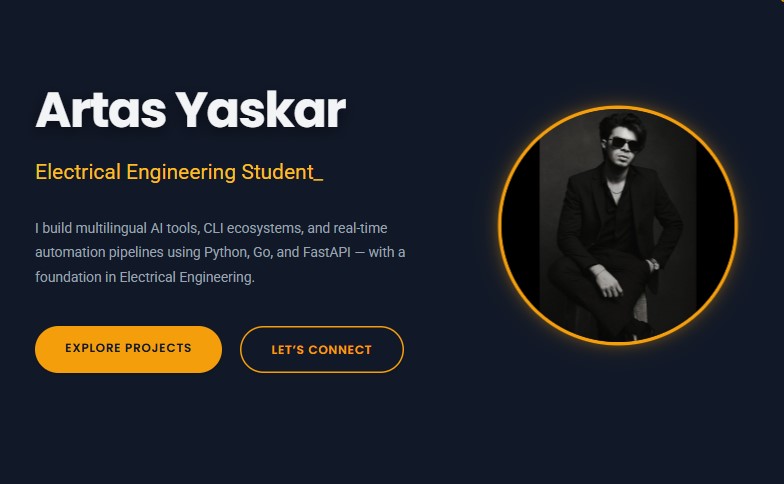 Artas Yaskar
Electrical Engineering Student_
I build multilingual AI tools, CLI ecosystems, and real-time
automation pipelines using Python, Go, and FastAPI — with a
foundation in Electrical Engineering.
EXPLORE PROJECTS
LET'S CONNECT